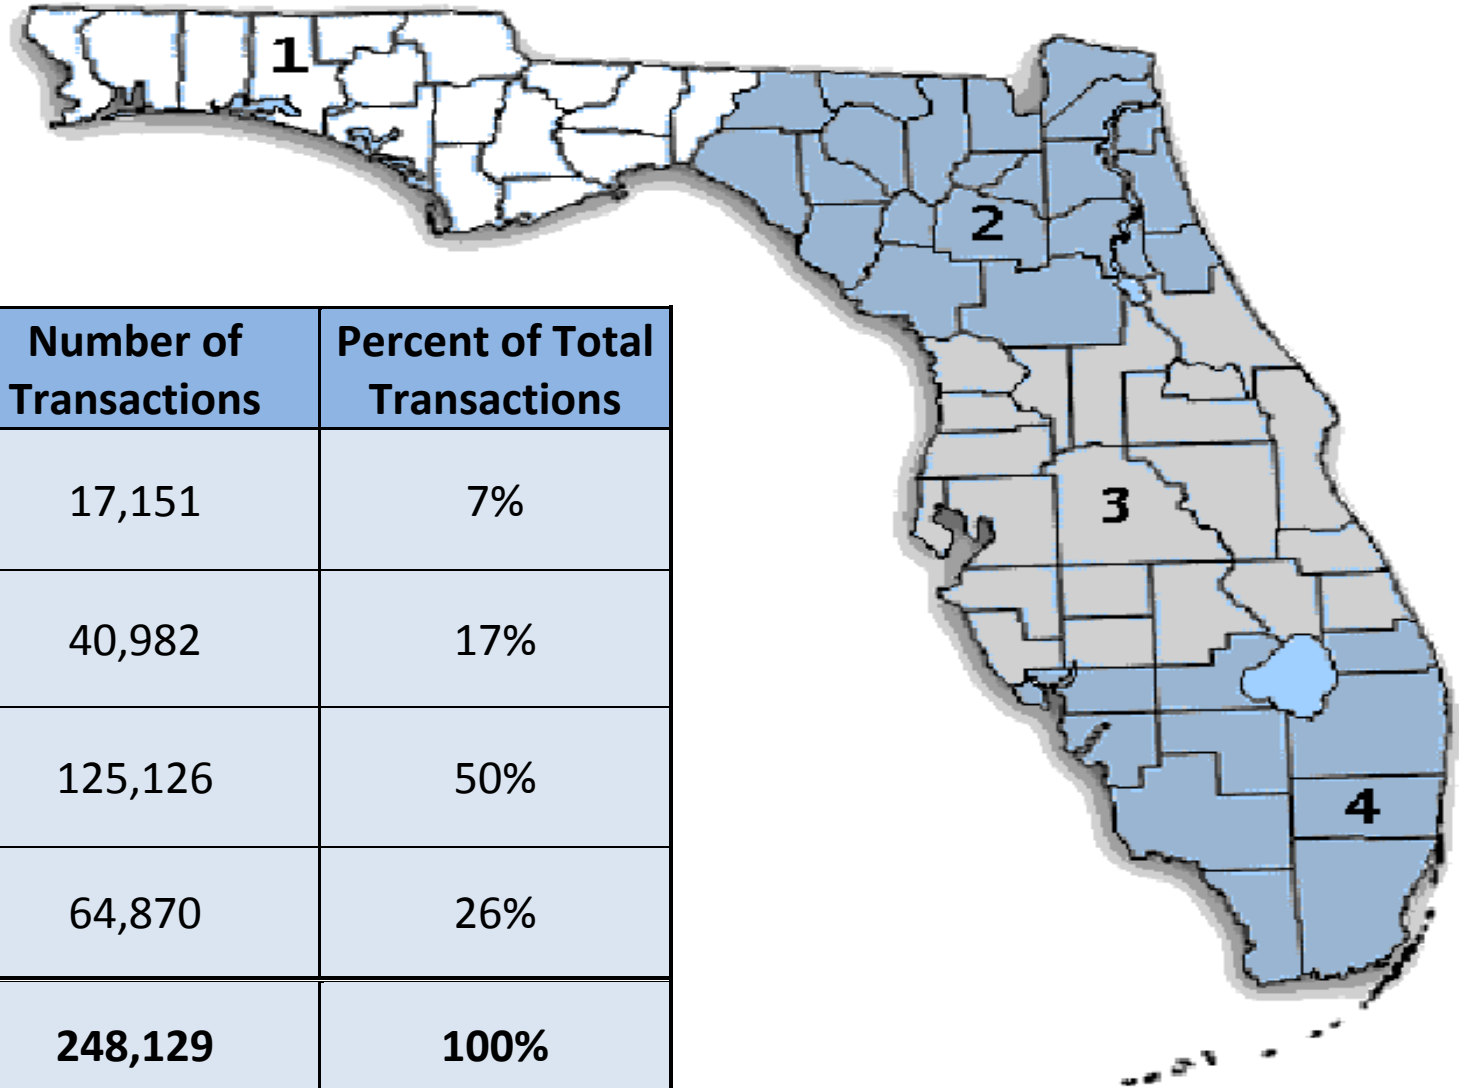 1
2
Number of Transactions | Percent of Total Transactions
17,151 | 7%
40,982 | 17%
125,126 | 50%
64,870 | 26%
248,129 | 100%
3
4